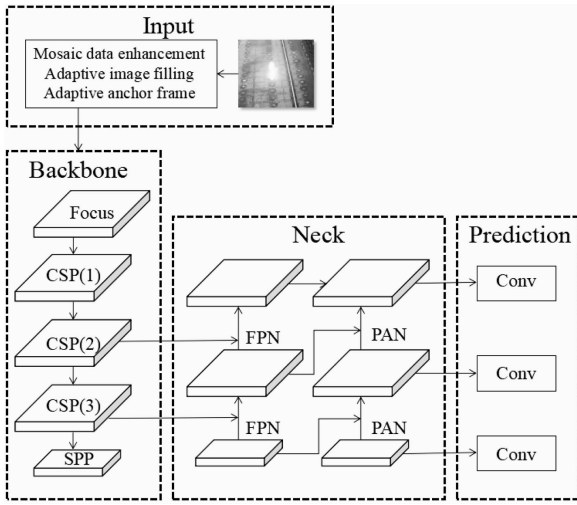 Input
Mosaic data enhancement
Adaptive image filling
Adaptive anchor frame
Backbone
Focus
CSP(1)
CSP(2)
CSP(3)
SPP
Neck
FPN
PAN
FPN
PAN
Prediction
Conv
Conv
Conv